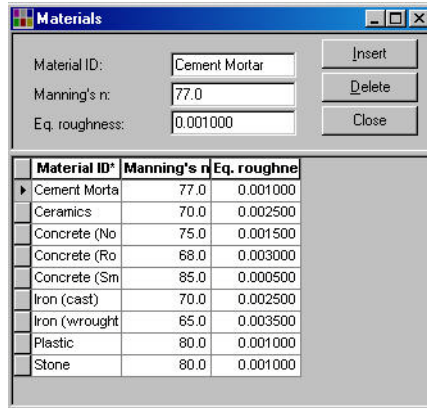 Materials
Material ID: Cement Mortar Insert
Manning's n: 77.0 Delete
Eq. roughness: 0.001000 Close
Material ID* Manning's n Eq. roughne
Cement Morta 77.0 0.001000
Ceramics 70.0 0.002500
Concrete (No 75.0 0.001500
Concrete (Ro 68.0 0.003000
Concrete (Sm 85.0 0.000500
Iron (cast) 70.0 0.002500
Iron (wrought 65.0 0.003500
Plastic 80.0 0.001000
Stone 80.0 0.001000